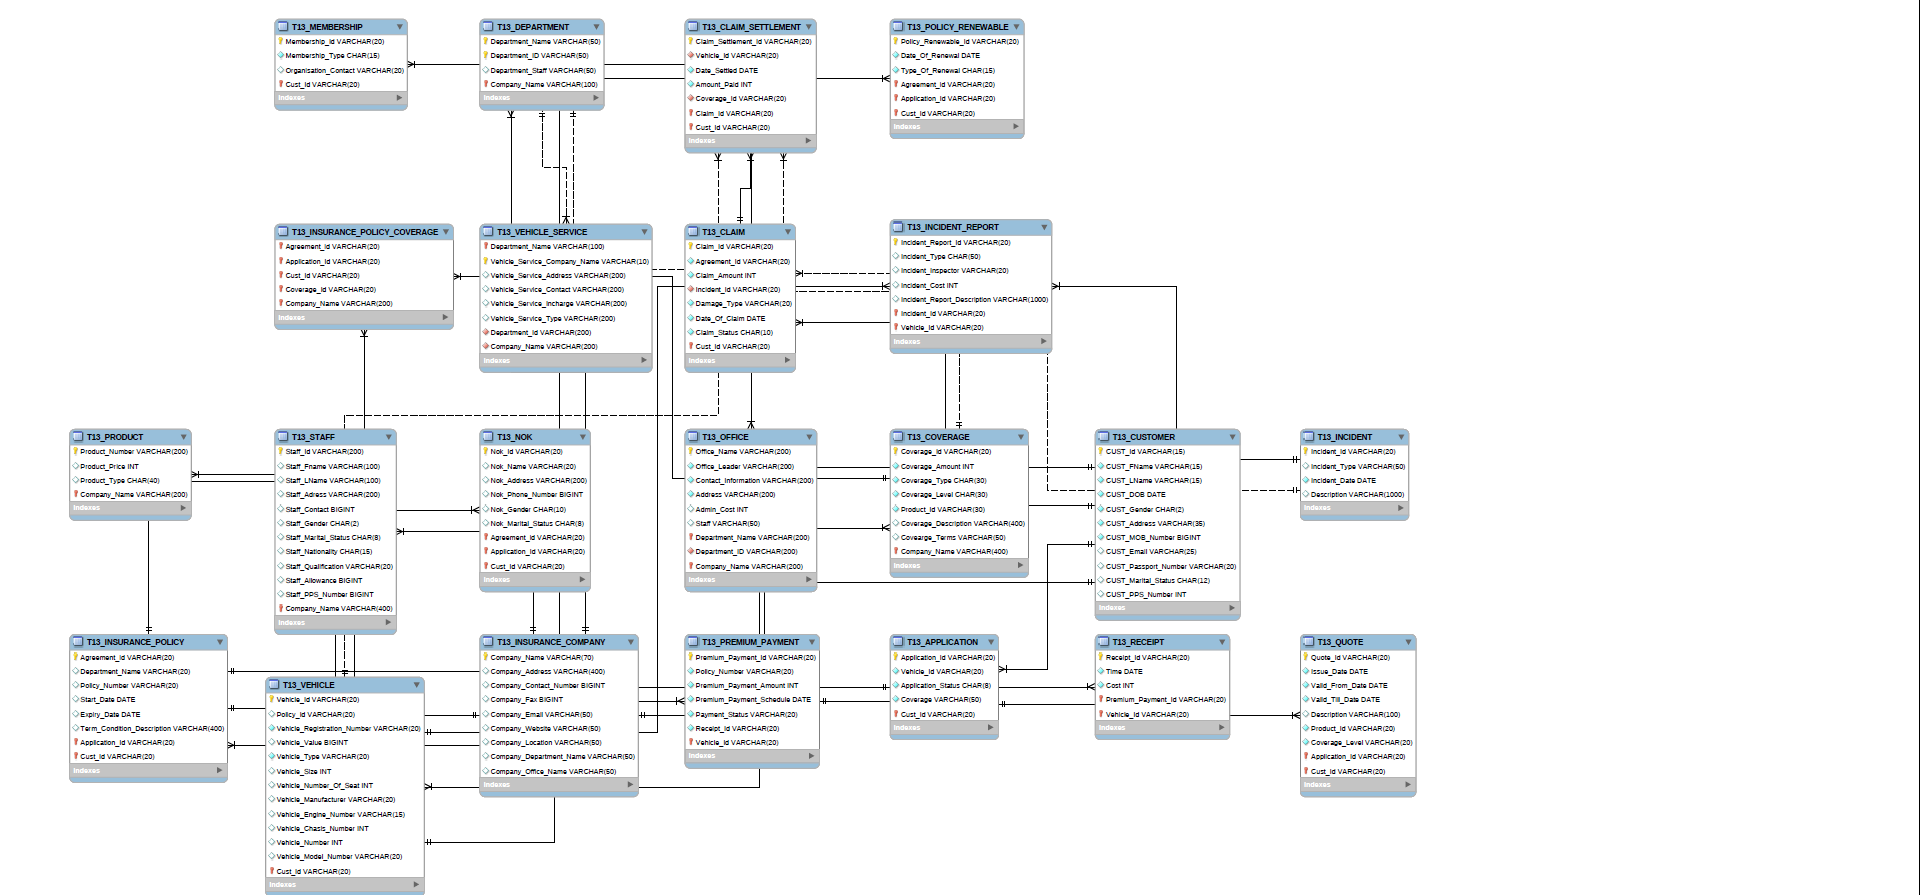 T13_MEMBERSHIP
Membership_Id VARCHAR(20)
Membership_Type CHAR(15)
Organisation_Contact VARCHAR(20)
Cust_Id VARCHAR(20)
Indexes
T13_DEPARTMENT
Department_Name VARCHAR(50)
Department_ID VARCHAR(50)
Department_Staff VARCHAR(50)
Company_Name VARCHAR(100)
Indexes
T13_CLAIM_SETTLEMENT
Claim_Settlement_Id VARCHAR(20)
Vehicle_Id VARCHAR(20)
Date_Settled DATE
Amount_Paid INT
Coverage_Id VARCHAR(20)
Claim_Id VARCHAR(20)
Cust_Id VARCHAR(20)
Indexes
T13_POLICY_RENEWABLE
Policy_Renewable_Id VARCHAR(20)
Date_Of_Renewal DATE
Type_Of_Renewal CHAR(15)
Agreement_Id VARCHAR(20)
Application_Id VARCHAR(20)
Cust_Id VARCHAR(20)
Indexes
T13_INSURANCE_POLICY_COVERAGE
Agreement_Id VARCHAR(20)
Application_Id VARCHAR(20)
Cust_Id VARCHAR(20)
Coverage_Id VARCHAR(20)
Company_Name VARCHAR(200)
Indexes
T13_VEHICLE_SERVICE
Department_Name VARCHAR(100)
Vehicle_Service_Company_Name VARCHAR(10)
Vehicle_Service_Address VARCHAR(200)
Vehicle_Service_Contact VARCHAR(200)
Vehicle_Service_Incharge VARCHAR(200)
Vehicle_Service_Type VARCHAR(200)
Department_Id VARCHAR(200)
Company_Name VARCHAR(200)
Indexes
T13_CLAIM
Claim_Id VARCHAR(20)
Agreement_Id VARCHAR(20)
Claim_Amount INT
Incident_Id VARCHAR(20)
Damage_Type VARCHAR(20)
Date_Of_Claim DATE
Claim_Status CHAR(10)
Cust_Id VARCHAR(20)
Indexes
T13_INCIDENT_REPORT
Incident_Report_Id VARCHAR(20)
Incident_Type CHAR(50)
Incident_Inspector VARCHAR(20)
Incident_Cost INT
Incident_Report_Description VARCHAR(1000)
Incident_Id VARCHAR(20)
Vehicle_Id VARCHAR(20)
Indexes
T13_PRODUCT
Product_Number VARCHAR(200)
Product_Price INT
Product_Type CHAR(40)
Company_Name VARCHAR(200)
Indexes
T13_STAFF
Staff_Id VARCHAR(200)
Staff_Fname VARCHAR(100)
Staff_LName VARCHAR(100)
Staff_Adress VARCHAR(200)
Staff_Contact BIGINT
Staff_Gender CHAR(2)
Staff_Marital_Status CHAR(8)
Staff_Nationality CHAR(15)
Staff_Qualification VARCHAR(20)
Staff_Allowance BIGINT
Staff_PPS_Number BIGINT
Company_Name VARCHAR(400)
Indexes
T13_NOK
Nok_Id VARCHAR(20)
Nok_Name VARCHAR(20)
Nok_Address VARCHAR(200)
Nok_Phone_Number BIGINT
Nok_Gender CHAR(10)
Nok_Marital_Status CHAR(8)
Agreement_Id VARCHAR(20)
Application_Id VARCHAR(20)
Cust_Id VARCHAR(20)
Indexes
T13_OFFICE
Office_Name VARCHAR(200)
Office_Leader VARCHAR(200)
Contact_Information VARCHAR(200)
Address VARCHAR(200)
Admin_Cost INT
Staff VARCHAR(50)
Department_Name VARCHAR(200)
Department_ID VARCHAR(200)
Company_Name VARCHAR(200)
Indexes
T13_COVERAGE
Coverage_Id VARCHAR(20)
Coverage_Amount INT
Coverage_Type CHAR(30)
Coverage_Level CHAR(30)
Product_Id VARCHAR(30)
Coverage_Description VARCHAR(400)
Covearge_Terms VARCHAR(50)
Company_Name VARCHAR(400)
Indexes
T13_CUSTOMER
CUST_Id VARCHAR(15)
CUST_FName VARCHAR(15)
CUST_LName VARCHAR(15)
CUST_DOB DATE
CUST_Gender CHAR(2)
CUST_Address VARCHAR(35)
CUST_MOB_Number BIGINT
CUST_Email VARCHAR(25)
CUST_Passport_Number VARCHAR(20)
CUST_Marital_Status CHAR(12)
CUST_PPS_Number INT
Indexes
T13_INCIDENT
Incident_Id VARCHAR(20)
Incident_Type VARCHAR(50)
Incident_Date DATE
Description VARCHAR(1000)
Indexes
T13_INSURANCE_POLICY
Agreement_Id VARCHAR(20)
Department_Name VARCHAR(20)
Policy_Number VARCHAR(20)
Start_Date DATE
Expiry_Date DATE
Term_Condition_Description VARCHAR(400)
Application_Id VARCHAR(20)
Cust_Id VARCHAR(20)
Indexes
T13_VEHICLE
Vehicle_Id VARCHAR(20)
Policy_Id VARCHAR(20)
Vehicle_Registration_Number VARCHAR(20)
Vehicle_Value BIGINT
Vehicle_Type VARCHAR(20)
Vehicle_Size INT
Vehicle_Number_Of_Seat INT
Vehicle_Manufacturer VARCHAR(20)
Vehicle_Engine_Number VARCHAR(15)
Vehicle_Chasis_Number INT
Vehicle_Number INT
Vehicle_Model_Number VARCHAR(20)
Cust_Id VARCHAR(20)
Indexes
T13_INSURANCE_COMPANY
Company_Name VARCHAR(70)
Company_Address VARCHAR(400)
Company_Contact_Number BIGINT
Company_Fax BIGINT
Company_Email VARCHAR(50)
Company_Website VARCHAR(50)
Company_Location VARCHAR(50)
Company_Department_Name VARCHAR(50)
Company_Office_Name VARCHAR(50)
Indexes
T13_PREMIUM_PAYMENT
Premium_Payment_Id VARCHAR(20)
Policy_Number VARCHAR(20)
Premium_Payment_Amount INT
Premium_Payment_Schedule DATE
Payment_Status VARCHAR(20)
Receipt_Id VARCHAR(20)
Vehicle_Id VARCHAR(20)
Indexes
T13_APPLICATION
Application_Id VARCHAR(20)
Vehicle_Id VARCHAR(20)
Application_Status CHAR(8)
Coverage VARCHAR(50)
Cust_Id VARCHAR(20)
Indexes
T13_RECEIPT
Receipt_Id VARCHAR(20)
Time DATE
Cost INT
Premium_Payment_Id VARCHAR(20)
Vehicle_Id VARCHAR(20)
Indexes
T13_QUOTE
Quote_Id VARCHAR(20)
Issue_Date DATE
Valid_From_Date DATE
Valid_Till_Date DATE
Description VARCHAR(100)
Product_Id VARCHAR(20)
Coverage_Level VARCHAR(20)
Application_Id VARCHAR(20)
Cust_Id VARCHAR(20)
Indexes